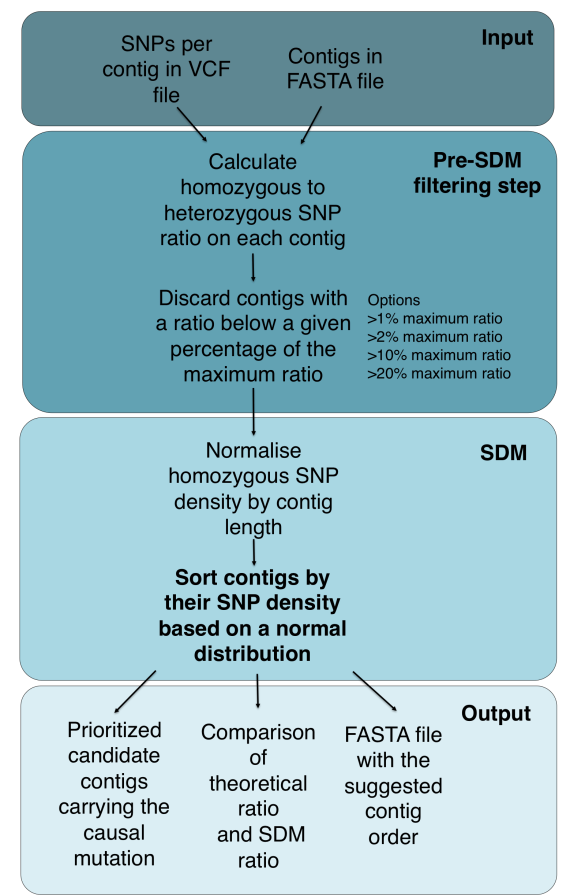 Input
SNPs per
contig in VCF
file
Contigs in
FASTA file
Pre-SDM
filtering step
Calculate
homozygous to
heterozygous SNP
ratio on each contig
Discard contigs with
a ratio below a given
percentage of the
maximum ratio
Options
>1% maximum ratio
>2% maximum ratio
>10% maximum ratio
>20% maximum ratio
SDM
Normalise
homozygous SNP
density by contig
length
Sort contigs by
their SNP density
based on a normal
distribution
Output
Prioritized
candidate
contigs
carrying the
causal
mutation
Comparison
of
theoretical
ratio
and SDM
ratio
FASTA file
with the
suggested
contig
order